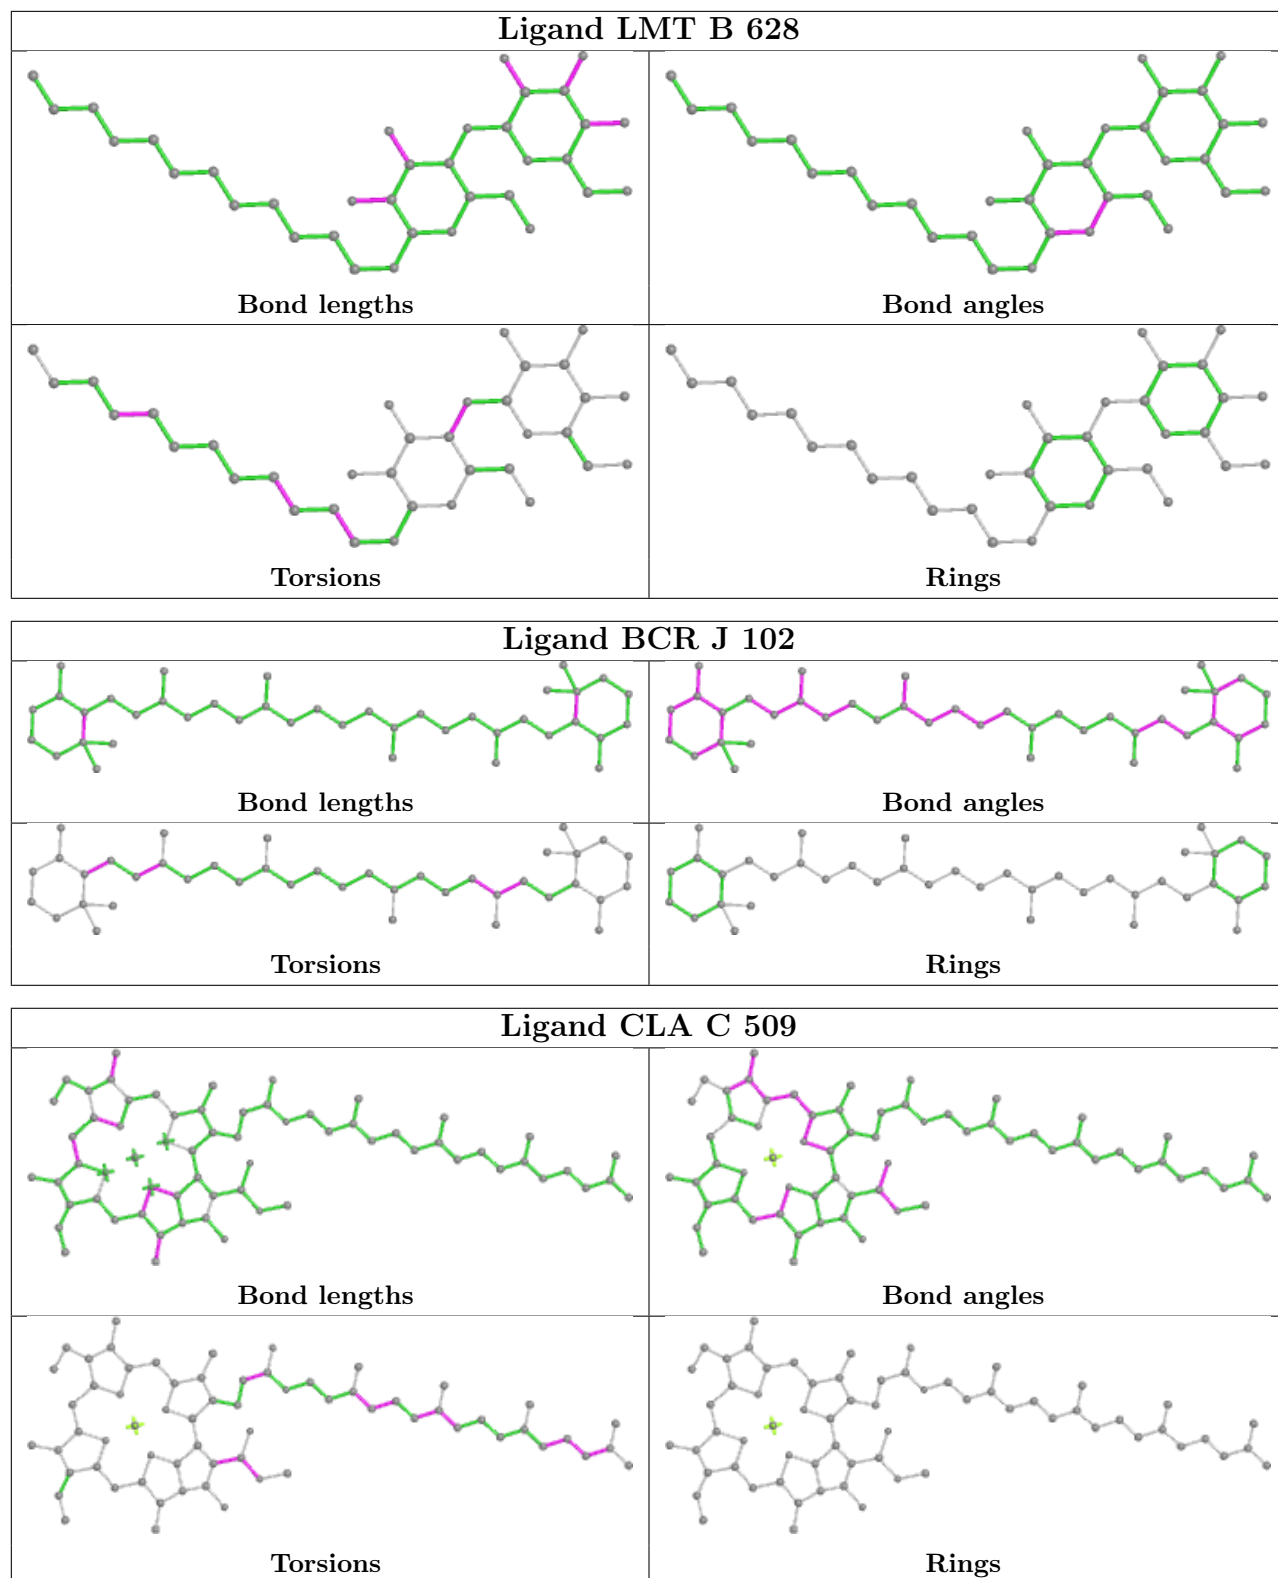 Ligand LMT B 628
Bond lengths
Bond angles
Torsions
Rings
Ligand BCR J 102
Bond lengths
Bond angles
Torsions
Rings
Ligand CLA C 509
Bond lengths
Bond angles
Torsions
Rings